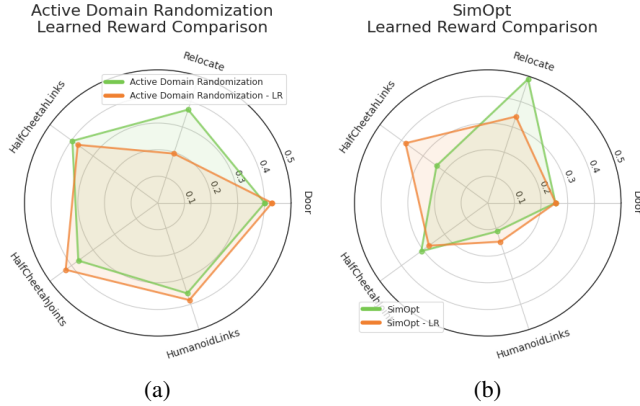 Active Domain Randomization
Learned Reward Comparison
Relocate
Active Domain Randomization
Active Domain Randomization - LR
HalfCheetahLinks
0.5
0.4
0.3
0.2
0.1
Door
HalfCheetahJoints
HumanoidLinks
(a)
SimOpt
Learned Reward Comparison
Relocate
HalfCheetahLinks
0.5
0.4
0.3
0.2
0.1
Door
SimOpt
SimOpt - LR
HumanoidLinks
(b)